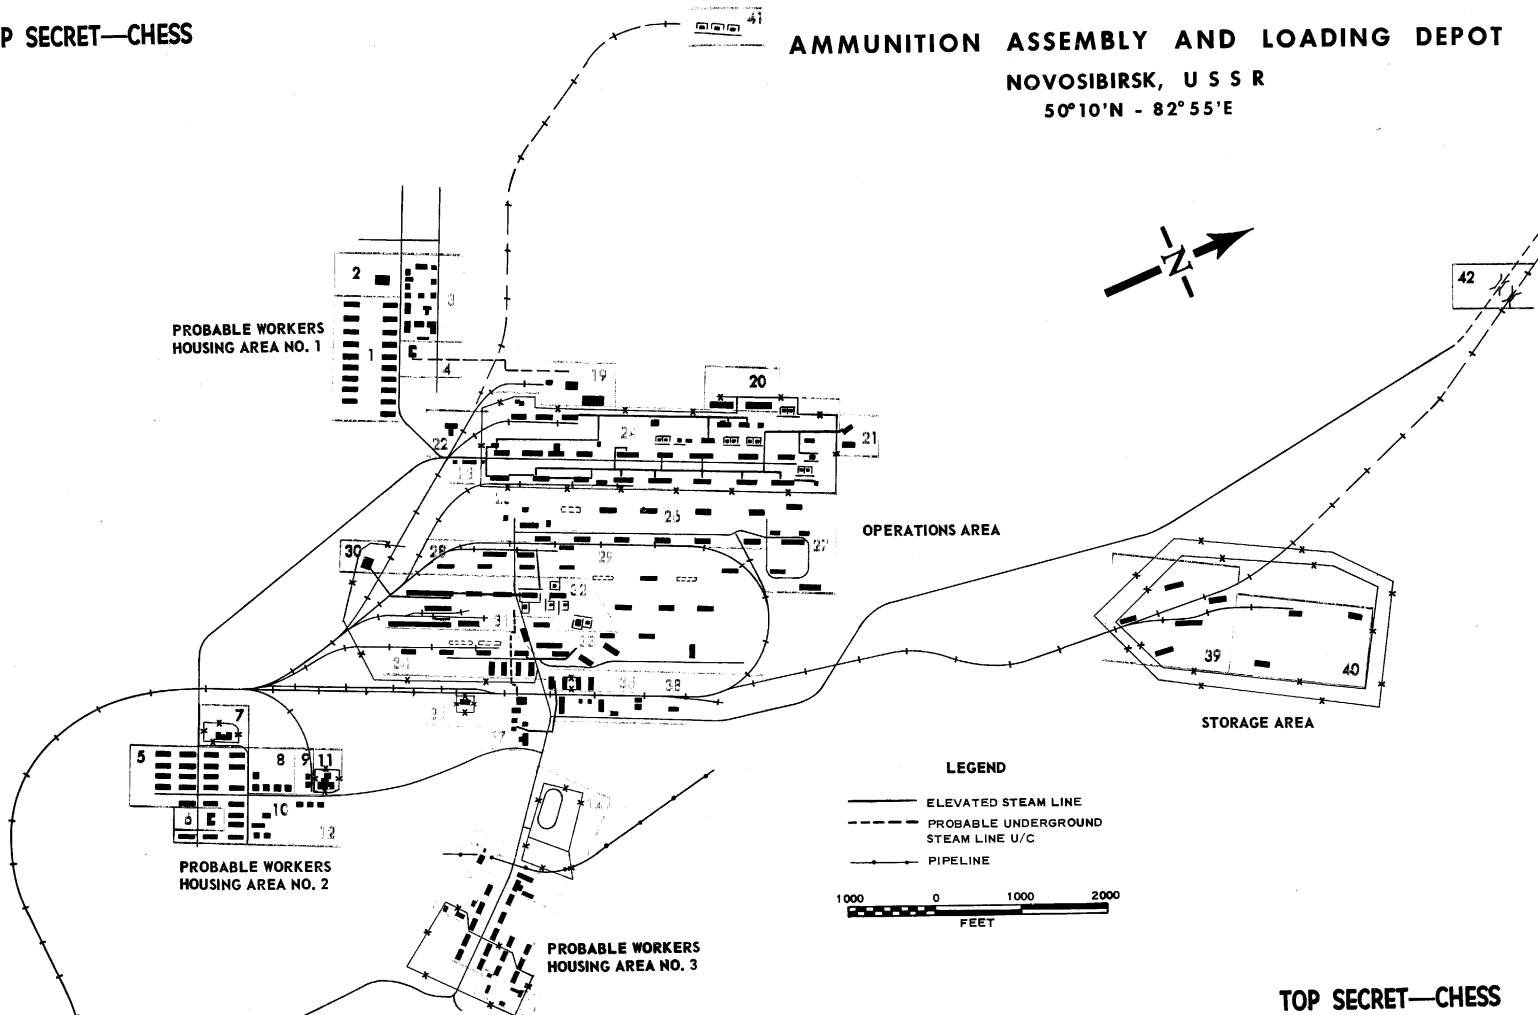 P SECRET—CHESS
41
AMMUNITION ASSEMBLY AND LOADING DEPOT
NOVOSIBIRSK, U S S R
50°10'N - 82°55'E
N
2
3
42
PROBABLE WORKERS
HOUSING AREA NO. 1
1
4
19
20
22
24
21
23
26
OPERATIONS AREA
27
30
28
29
32
31
33
39
40
38
STORAGE AREA
7
5
8
9
11
6
10
12
PROBABLE WORKERS
HOUSING AREA NO. 2
LEGEND
ELEVATED STEAM LINE
PROBABLE UNDERGROUND
STEAM LINE U/C
PIPELINE
1000 0 1000 2000
FEET
PROBABLE WORKERS
HOUSING AREA NO. 3
TOP SECRET—CHESS